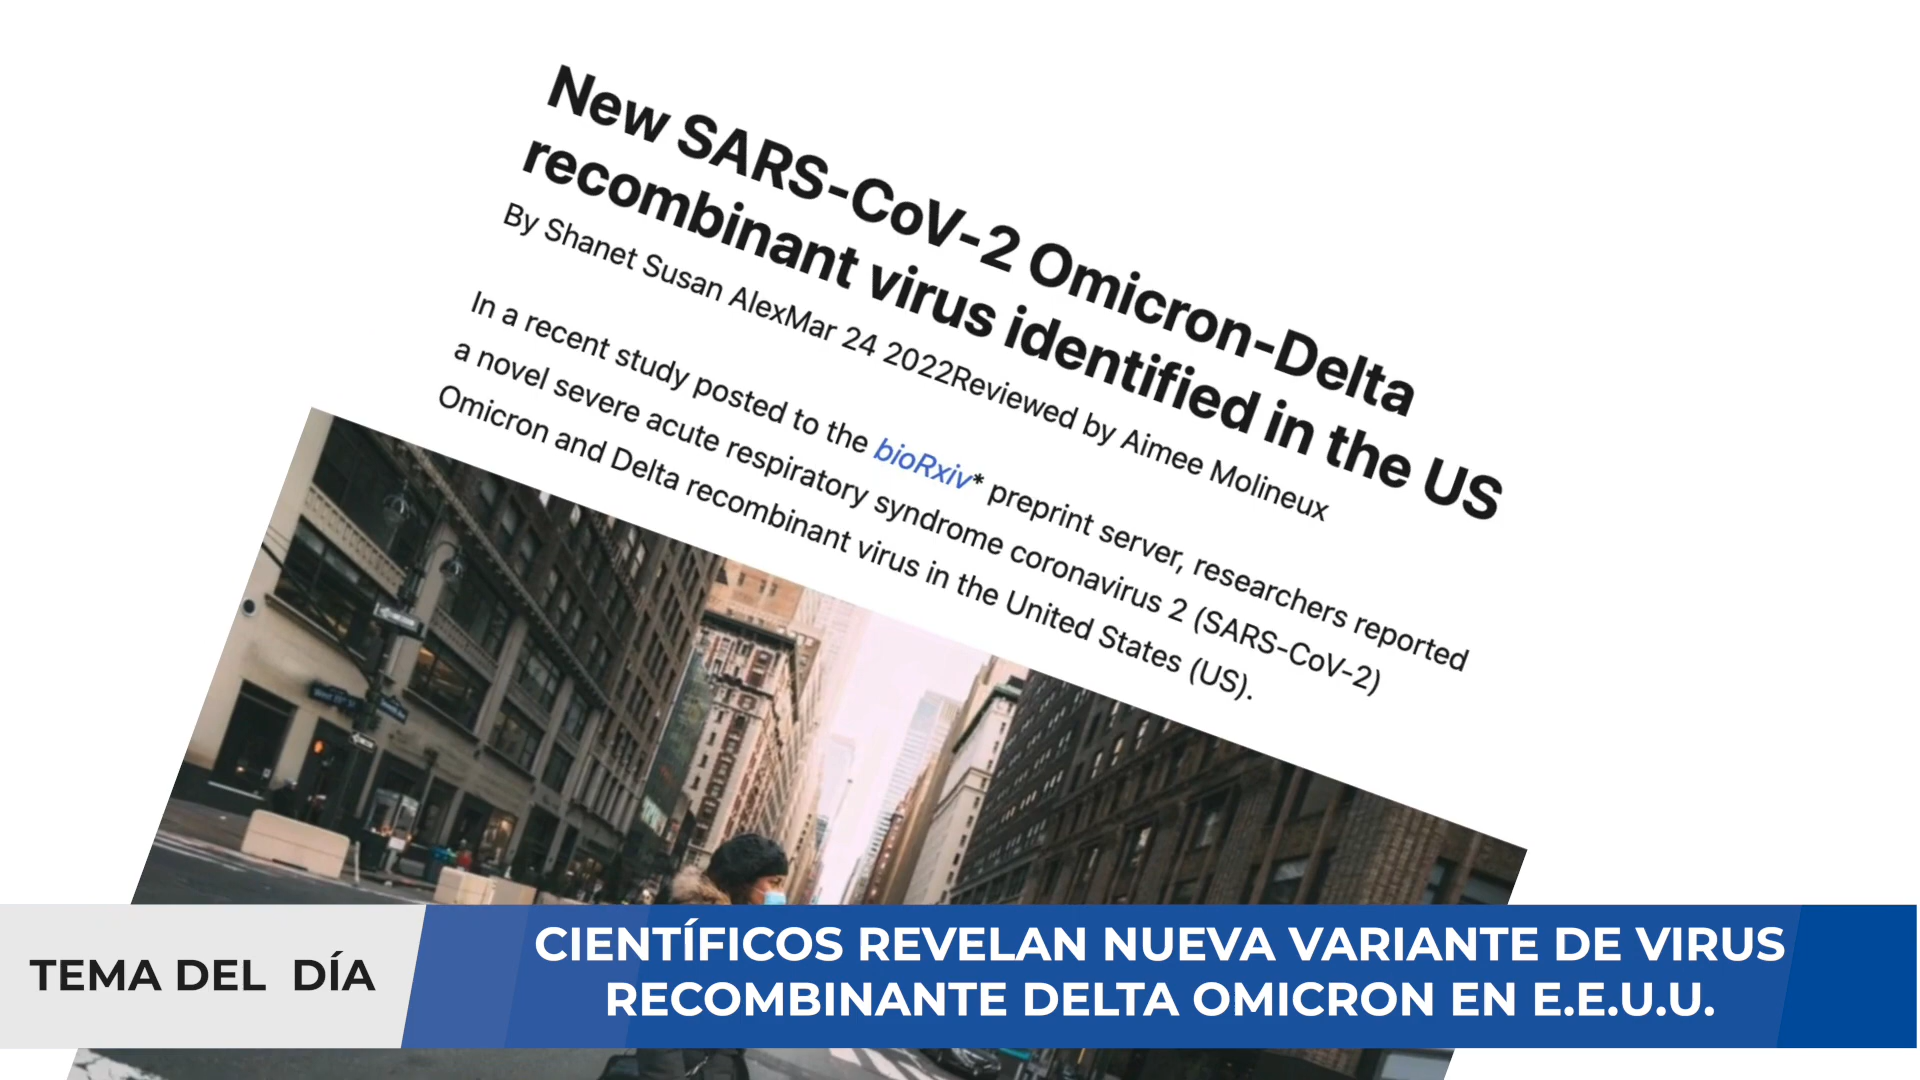 New SARS-CoV-2 Omicron-Delta
recombinant virus identified in the US
By Shanet Susan AlexMar 24 2022Reviewed by Aimee Molineux
In a recent study posted to the bioRxiv* preprint server, researchers reported
a novel severe acute respiratory syndrome coronavirus 2 (SARS-CoV-2)
Omicron and Delta recombinant virus in the United States (US).
TEMA DEL DÍA
CIENTÍFICOS REVELAN NUEVA VARIANTE DE VIRUS
RECOMBINANTE DELTA OMICRON EN E.E.U.U.